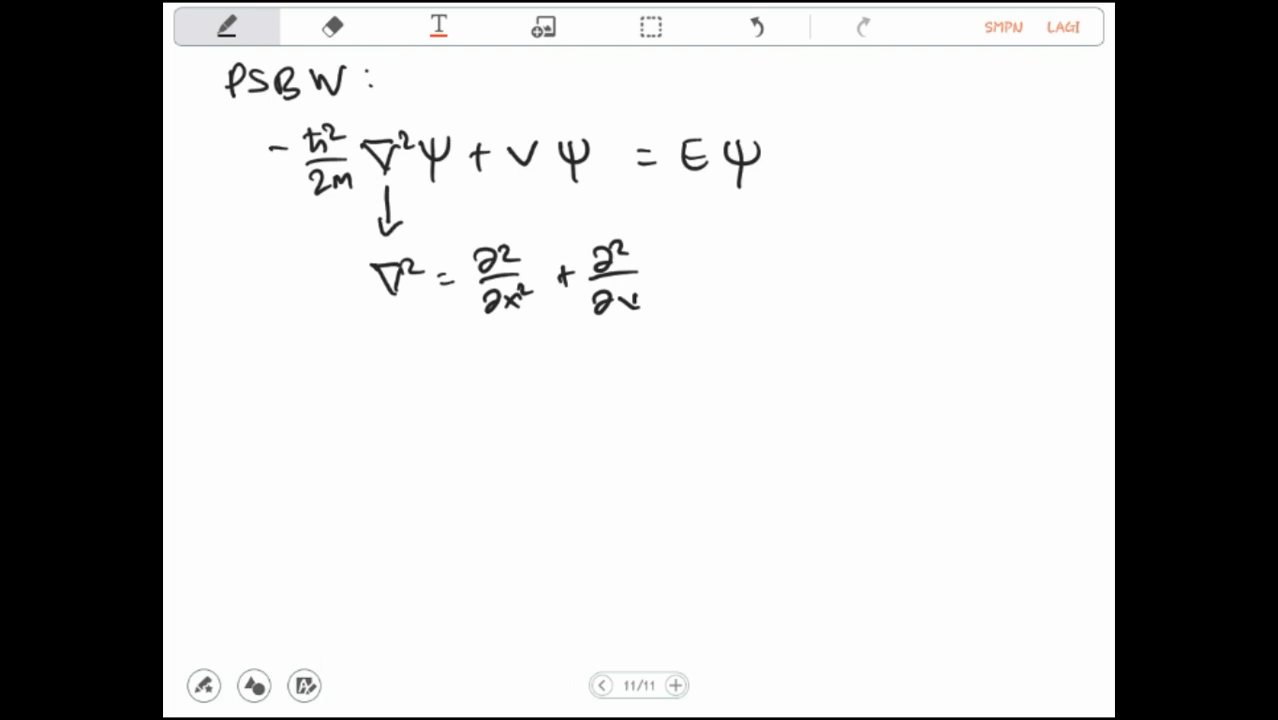 SMPN LAGI
PSBW :
- ħ²/2m ∇²ψ + V ψ = E ψ
↓
∇² = ∂²/∂x² + ∂²/∂
11/11